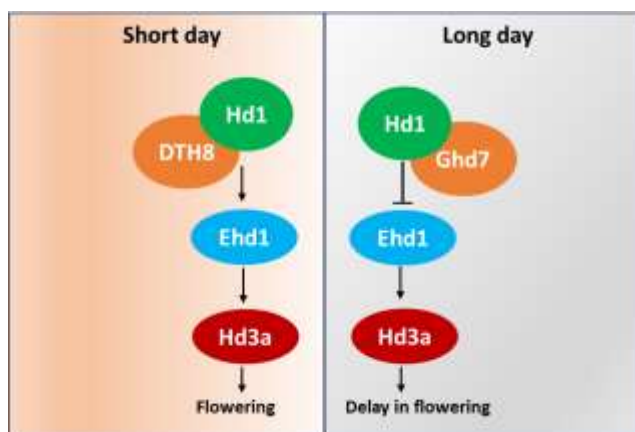 Short day
Hd1
DTH8
Ehd1
Hd3a
Flowering
Long day
Hd1
Ghd7
Ehd1
Hd3a
Delay in flowering